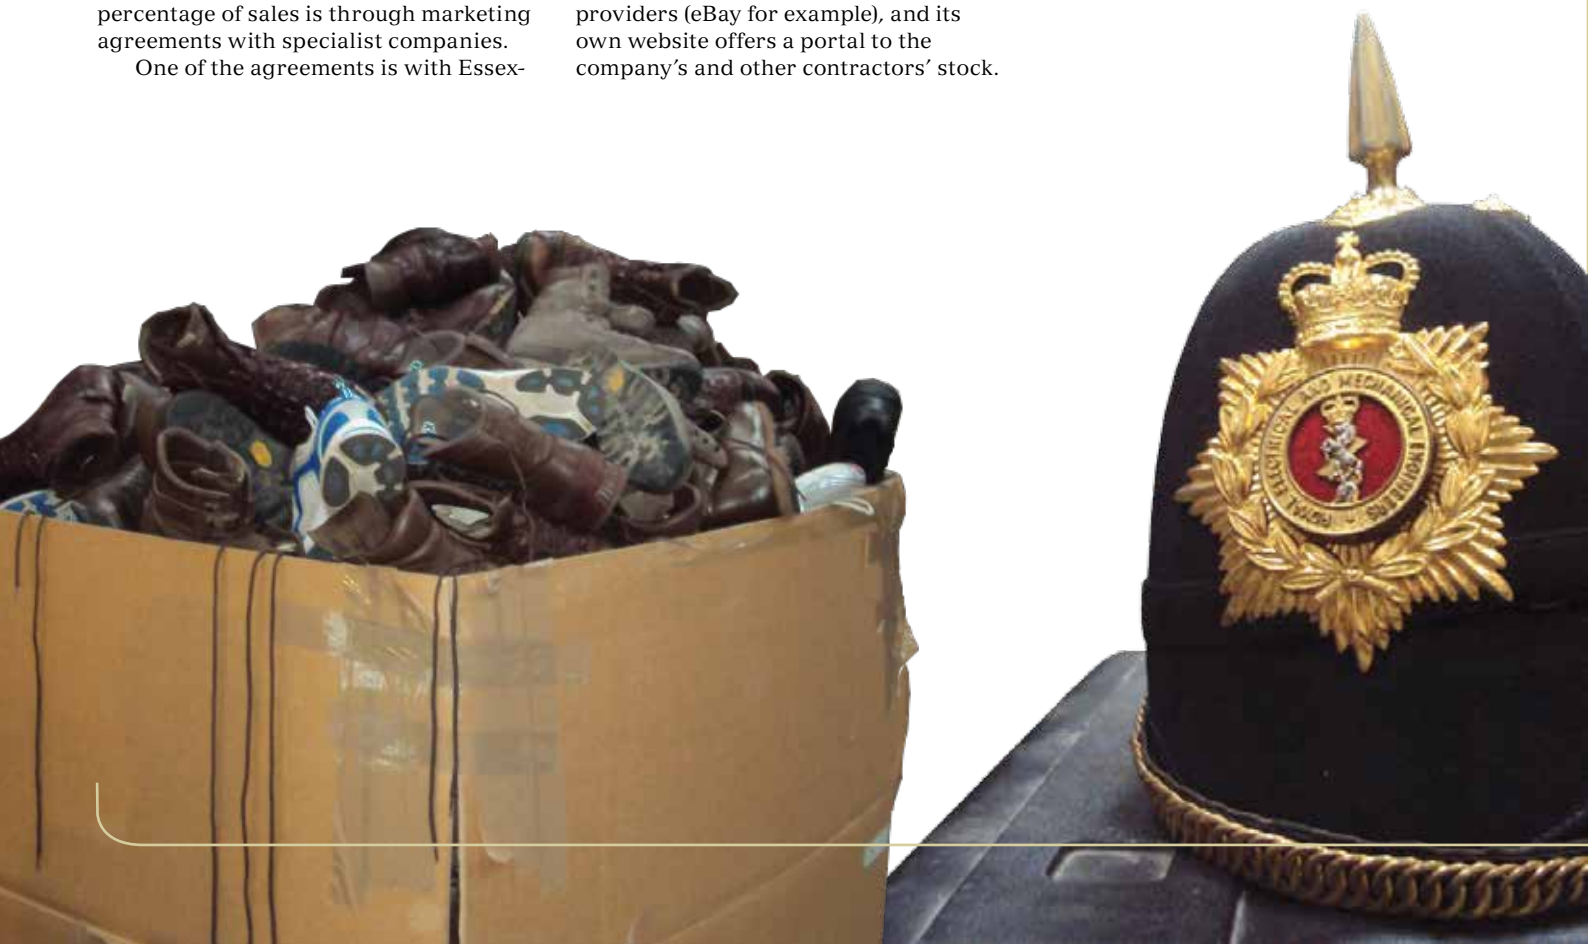 percentage of sales is through marketing
agreements with specialist companies.
One of the agreements is with Essex-
providers (eBay for example), and its
own website offers a portal to the
company's and other contractors' stock.
ROYAL ELECTRICAL AND MECHANICAL ENGINEERS